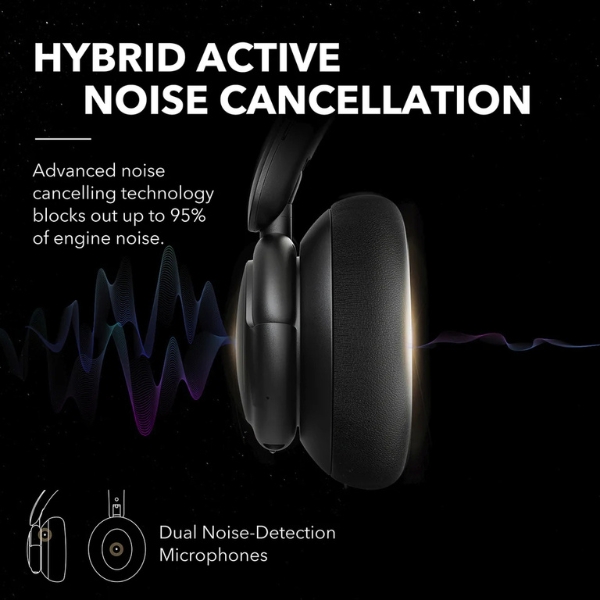 HYBRID ACTIVE
NOISE CANCELLATION
Advanced noise
cancelling technology
blocks out up to 95%
of engine noise.
Dual Noise-Detection
Microphones